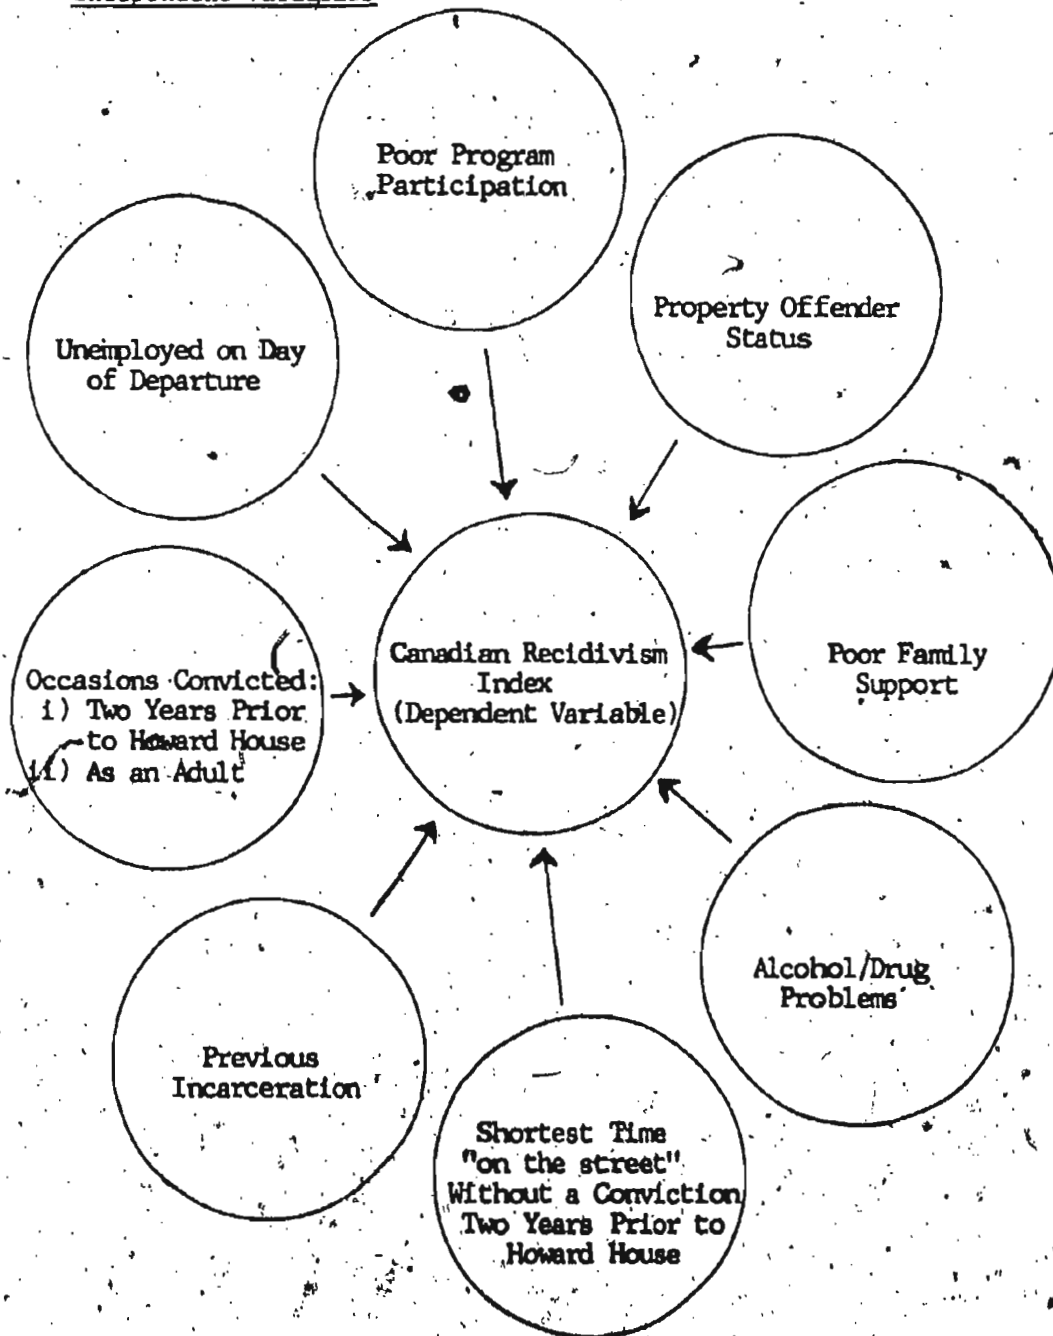 Poor Program
Participation
Property Offender
Status
Unemployed on Day
of Departure
Canadian Recidivism
Index
(Dependent Variable)
Poor Family
Support
Occasions Convicted:
i) Two Years Prior
to Howard House
ii) As an Adult
Alcohol/Drug
Problems
Previous
Incarceration
Shortest Time
"on the street"
Without a Conviction
Two Years Prior to
Howard House